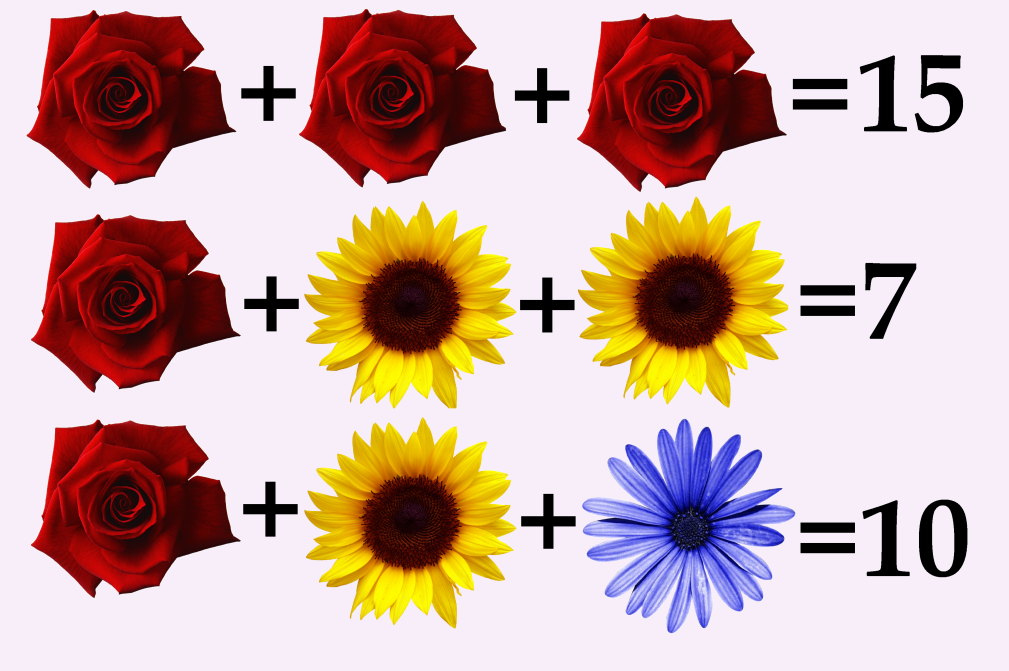 + + =15
+ + =7
+ + =10